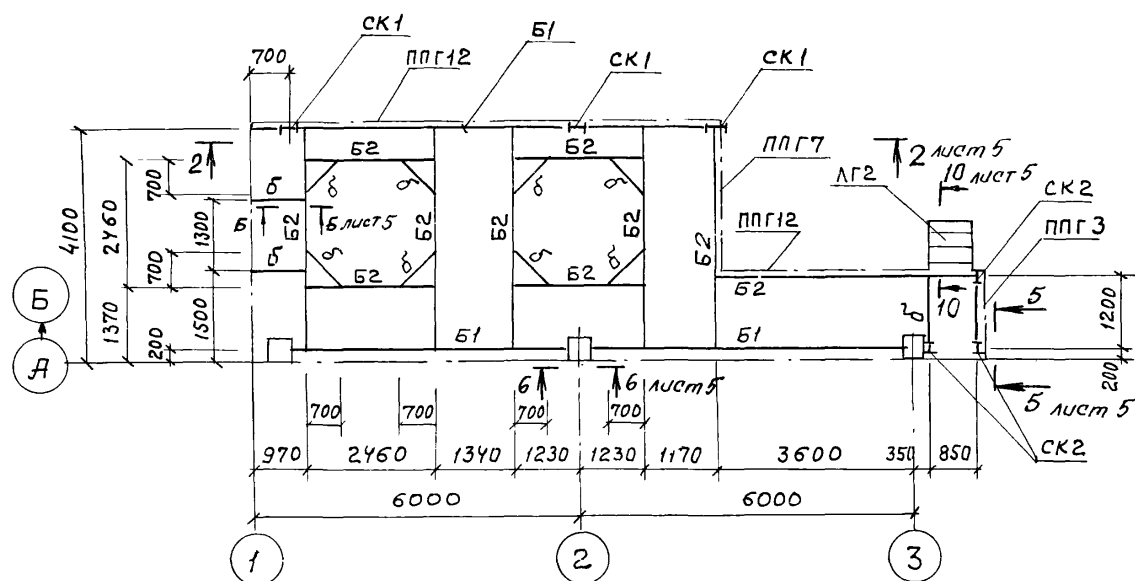 СК1
Б1
700
ППГ12
СК1
СК1
2
Б2
Б2
ППГ7
2 лист 5
ЛГ2
10 лист 5
СК2
ППГ3
700
б
б
б
б
б
4100
2460
1300
Б
Б2
Б лист 5
Б2
Б2
Б2
ППГ12
700
б
б
б
б
б
Б2
Б2
Б2
10
б
5
1200
Б
А
1370
1500
200
Б1
Б1
200
6
6 лист 5
5 лист 5
700
700
700
700
СК2
970
2460
1340
1230
1230
1170
3600
350
850
6000
6000
1
2
3